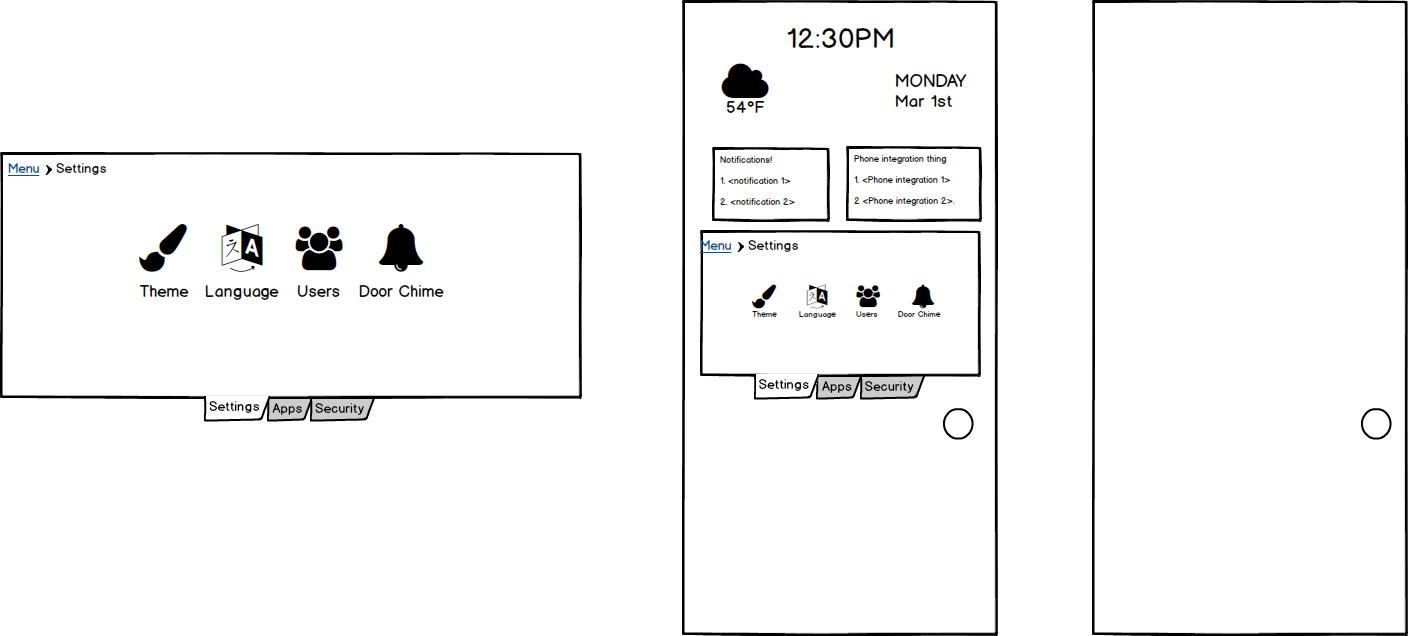 Menu > Settings
Theme Language Users Door Chime
Settings Apps Security
12:30PM
54°F
MONDAY
Mar 1st
Notifications!
1. <notification 1>
2. <notification 2>
Phone integration thing
1. <Phone integration 1>
2 <Phone integration 2>.
Menu > Settings
Theme Language Users Door Chime
Settings Apps Security